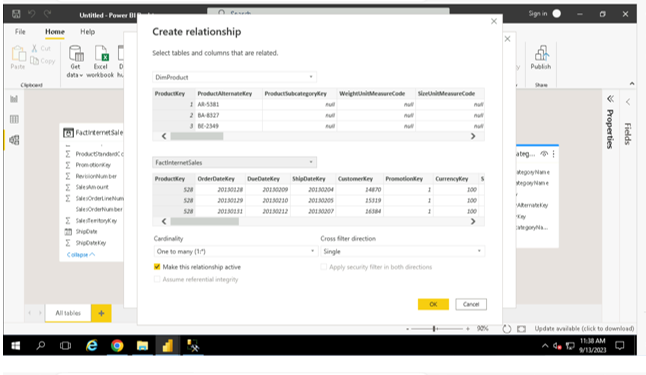 Untitled - Power BI
Search
Sign in
File Home Help
Cut
Copy
Paste
Clipboard
Get
data
Excel
workbook
Publish
Share
Create relationship
Select tables and columns that are related.
DimProduct
ProductKey ProductAlternateKey ProductSubcategoryKey WeightUnitMeasureCode SizeUnitMeasureCode
1 AR-5381 null null null
2 BA-8327 null null null
3 BE-2349 null null null
FactInternetSales
ProductKey OrderDateKey DueDateKey ShipDateKey CustomerKey PromotionKey CurrencyKey S
528 20130128 20130209 20130204 14870 1 100
528 20130129 20130210 20130205 15319 1 100
528 20130131 20130212 20130207 16384 1 100
Cardinality
One to many (1:*)
Cross filter direction
Single
Make this relationship active
Apply security filter in both directions
Assume referential integrity
OK
Cancel
FactInternetSale
ProductStandardC
PromotionKey
RevisionNumber
SalesAmount
SalesOrderLineNum
SalesOrderNumber
SalesTerritoryKey
ShipDate
ShipDateKey
Collapse
ateg...
ategoryName
ategoryName
AlternateKey
Key
ategoryNa...
Properties
Fields
All tables
+
90%
Update available (click to download)
11:38 AM
9/13/2023